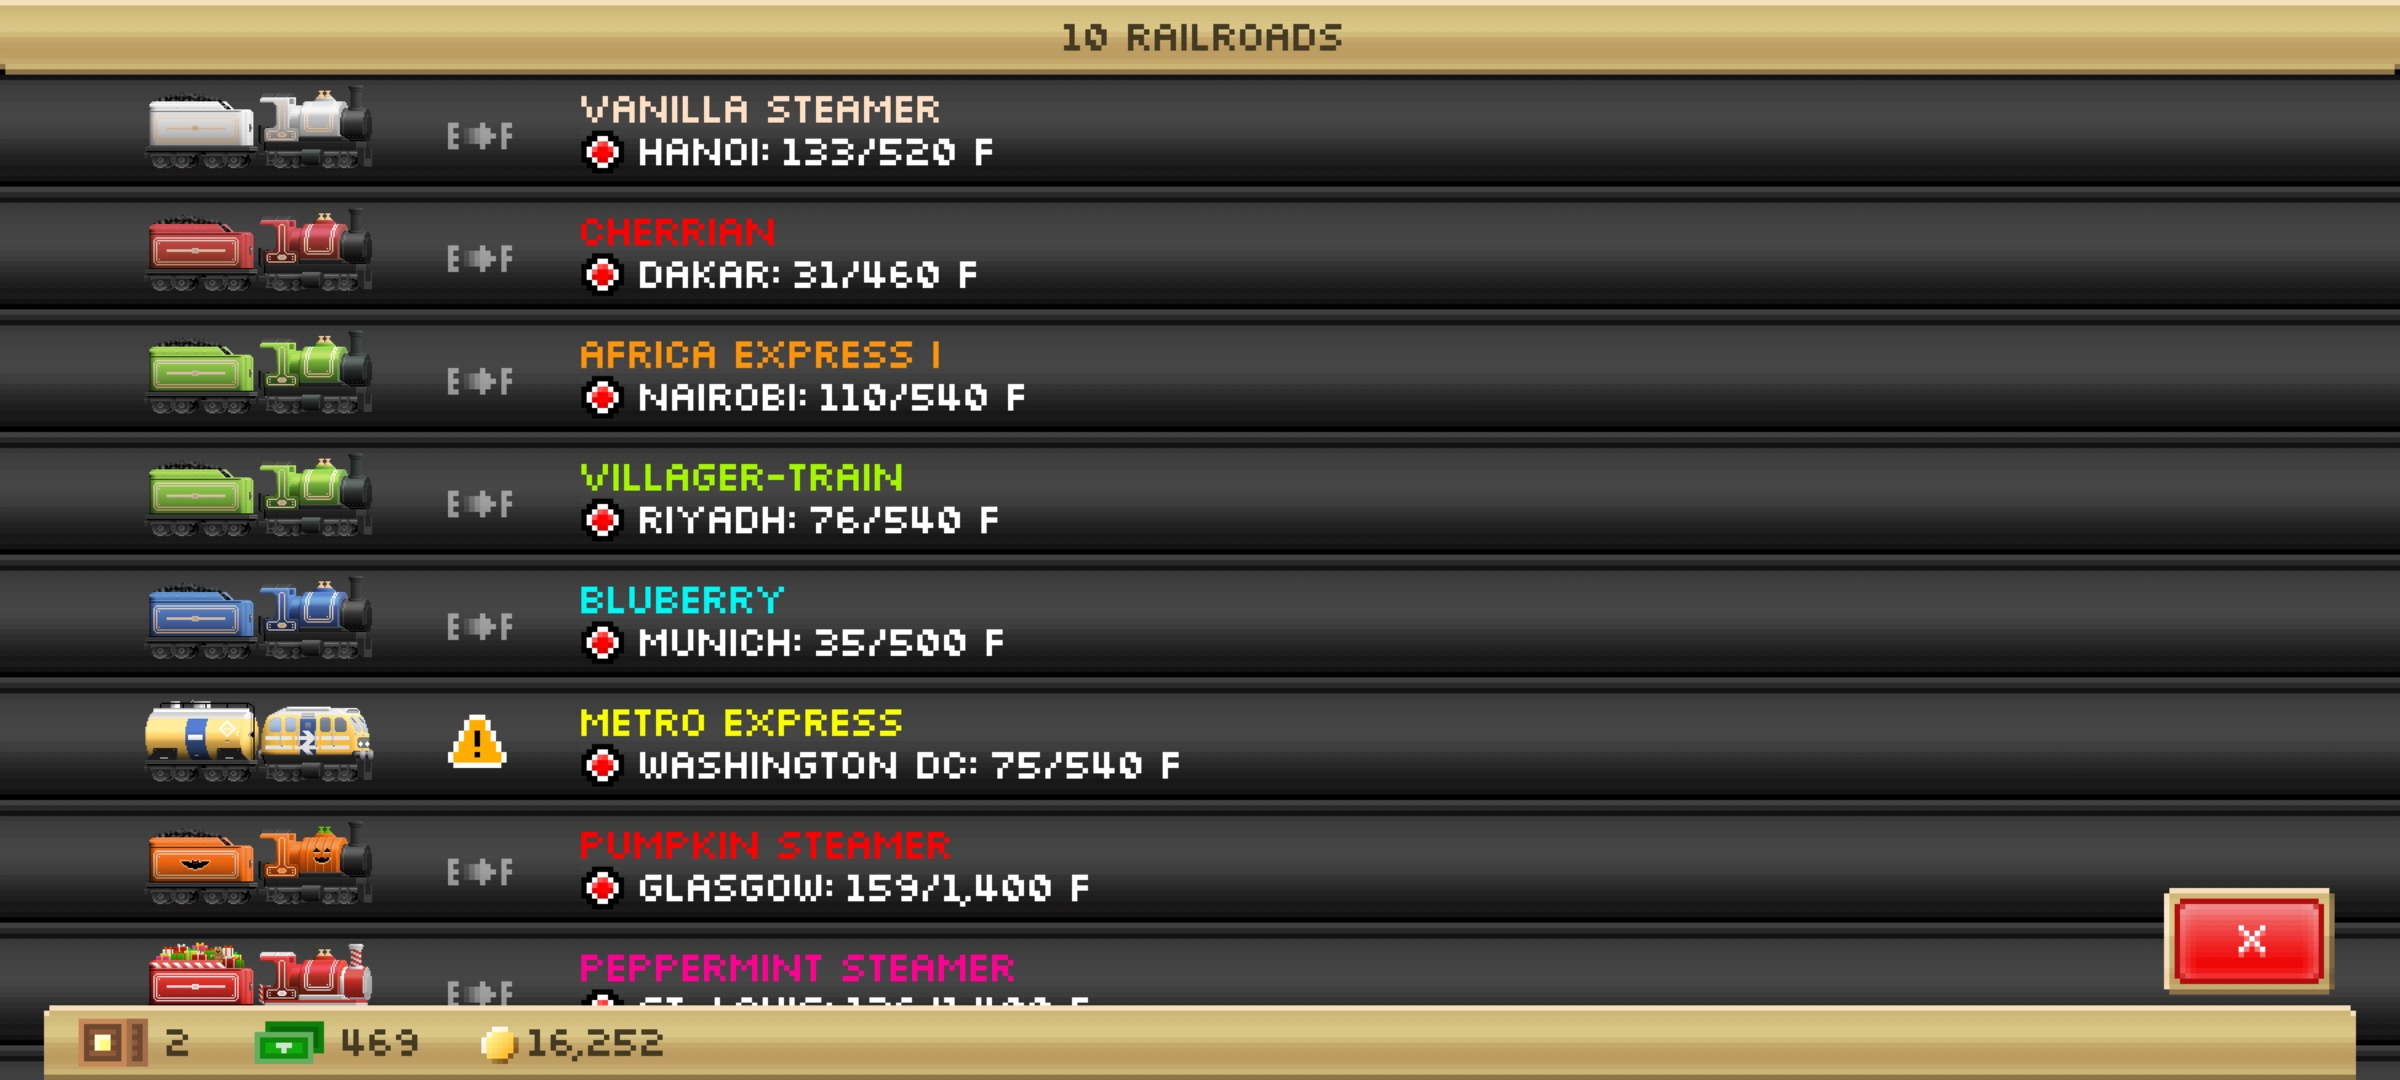 10 RAILROADS
VANILLA STEAMER
E F
HANOI: 133/520 F
CHERRIAN
E F
DAKAR: 31/460 F
AFRICA EXPRESS I
E F
NAIROBI: 110/540 F
VILLAGER-TRAIN
E F
RIYADH: 76/540 F
BLUBERRY
E F
MUNICH: 35/500 F
METRO EXPRESS
WASHINGTON DC: 75/540 F
PUMPKIN STEAMER
E F
GLASGOW: 159/1,400 F
PEPPERMINT STEAMER
E F
X
2 469 16,252